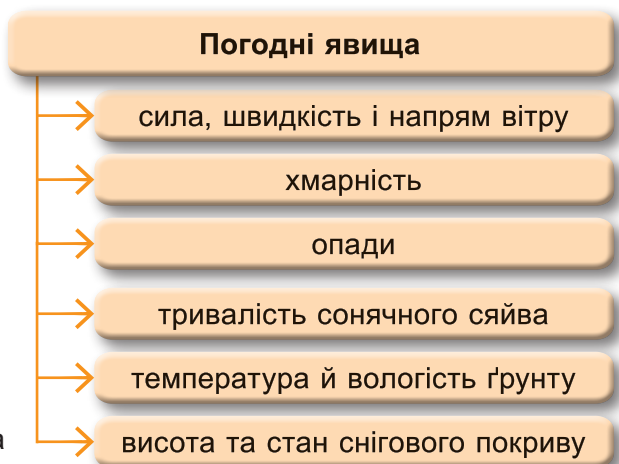 Погодні явища
сила, швидкість і напрям вітру
хмарність
опади
тривалість сонячного сяйва
температура й вологість ґрунту
висота та стан снігового покриву
а